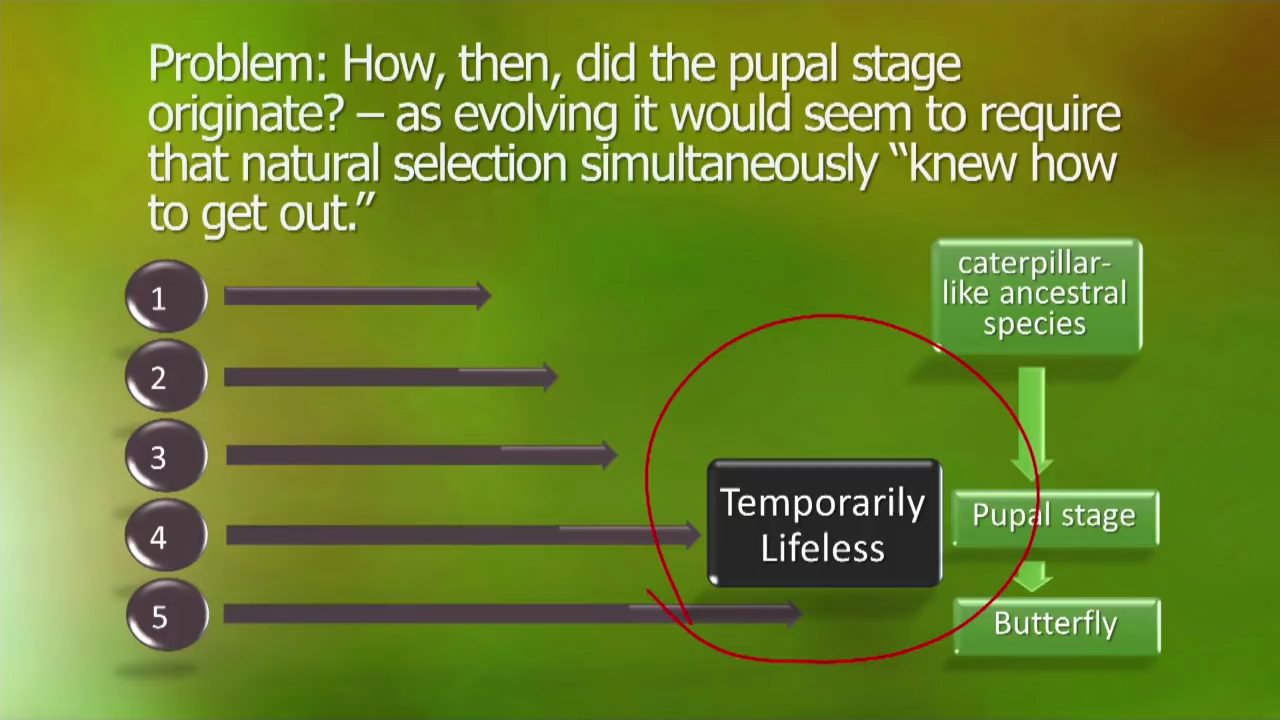 Problem: How, then, did the pupal stage
originate? – as evolving it would seem to require
that natural selection simultaneously “knew how
to get out.”
1
2
3
4
5
caterpillar-
like ancestral
species
Temporarily
Lifeless
Pupal stage
Butterfly